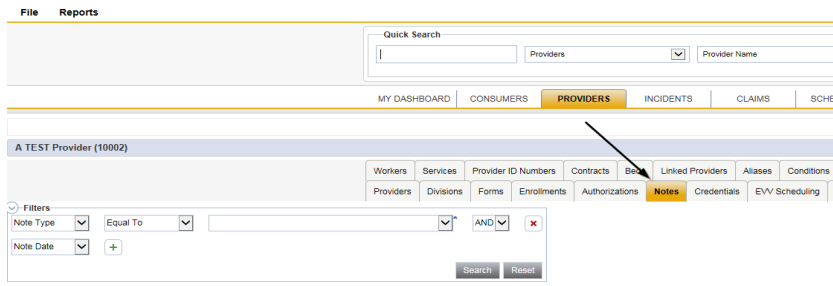 File Reports
Quick Search
Providers Provider Name
MY DASHBOARD CONSUMERS PROVIDERS INCIDENTS CLAIMS SCHE
A TEST Provider (10002)
Workers Services Provider ID Numbers Contracts Linked Providers Aliases Conditions
Providers Divisions Forms Enrollments Authorizations Notes Credentials EVV Scheduling
Filters
Note Type Equal To AND
Note Date
Search Reset